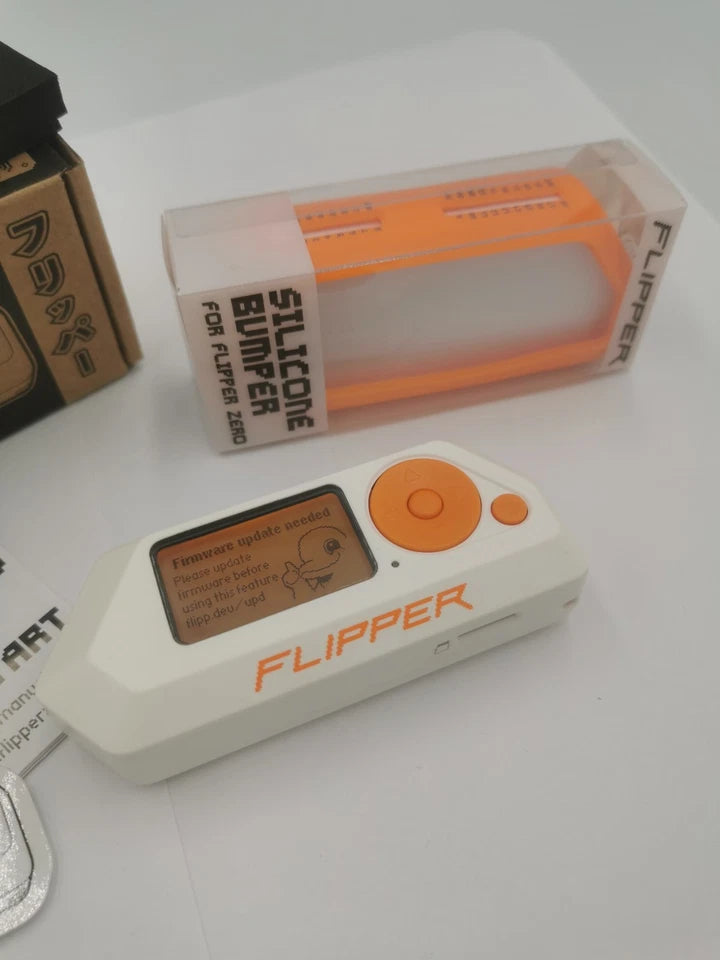 フリッパー
SILICONE
BUMPER
FOR FLIPPER ZERO
FLIPPER
Firmware update needed
Please update
firmware before
using this feature
flipp.dev/upd
FLIPPER